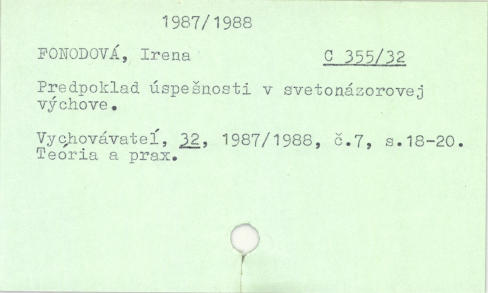 1987/1988
FONODOVÁ, Irena C 355/32
Predpoklad úspešnosti v svetonázorovej
výchove.
Vychovávateľ, 32, 1987/1988, č.7, s.18-20.
Teória a prax.